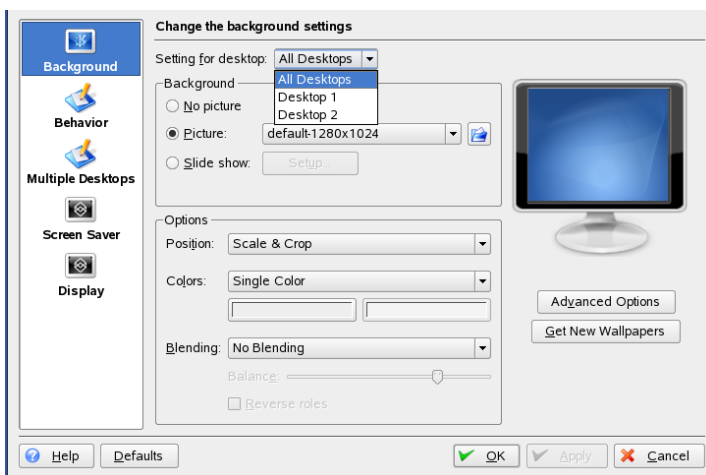 Background
Behavior
Multiple Desktops
Screen Saver
Display
Change the background settings
Setting for desktop: All Desktops
All Desktops
Desktop 1
Desktop 2
Background
No picture
Picture: default-1280x1024
Slide show: Setup...
Options
Position: Scale & Crop
Colors: Single Color
Blending: No Blending
Balance:
Reverse roles
Advanced Options
Get New Wallpapers
Help Defaults OK Apply Cancel